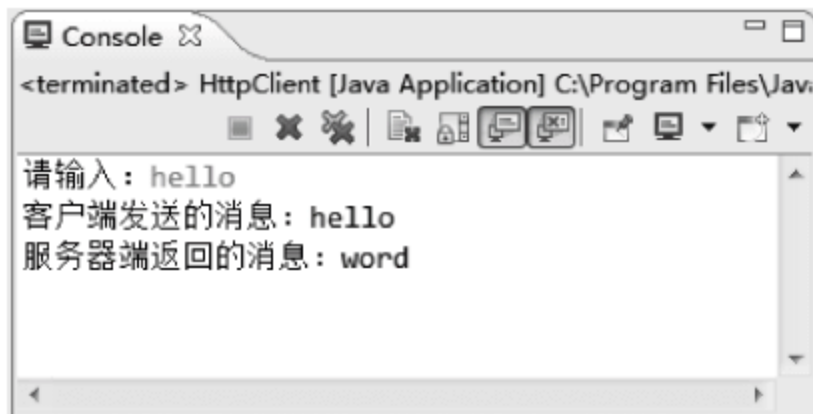 Console
<terminated> HttpClient [Java Application] C:\Program Files\Java
请输入：hello
客户端发送的消息：hello
服务器端返回的消息：word